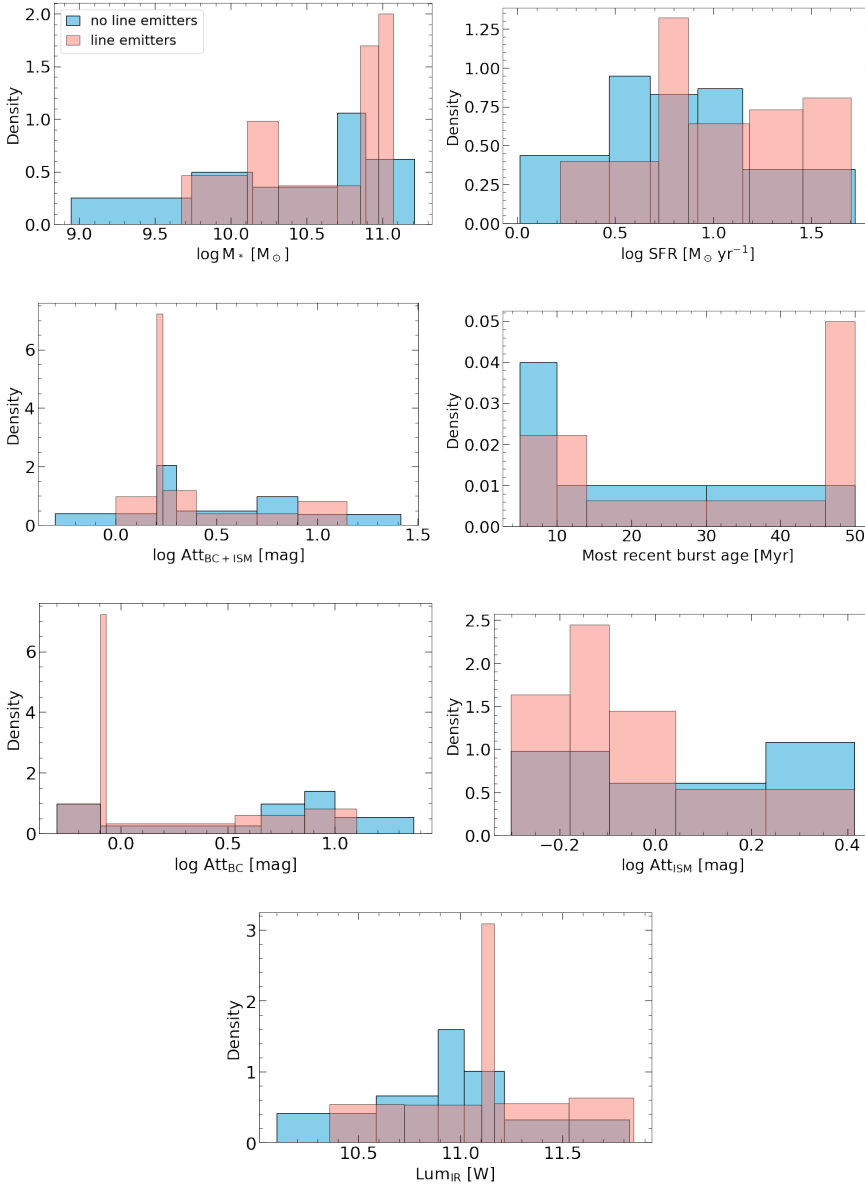 no line emitters
line emitters
Density
2.0
1.5
1.0
0.5
0.0
9.0 9.5 10.0 10.5 11.0
log M* [M⊙]
Density
1.25
1.00
0.75
0.50
0.25
0.00
0.0 0.5 1.0 1.5
log SFR [M⊙ yr⁻¹]
Density
6
4
2
0
0.0 0.5 1.0 1.5
log Att_BC+ISM [mag]
Density
0.05
0.04
0.03
0.02
0.01
0.00
10 20 30 40 50
Most recent burst age [Myr]
Density
6
4
2
0
0.0 0.5 1.0
log Att_BC [mag]
Density
2.5
2.0
1.5
1.0
0.5
0.0
−0.2 0.0 0.2 0.4
log Att_ISM [mag]
Density
3
2
1
0
10.5 11.0 11.5
Lum_IR [W]